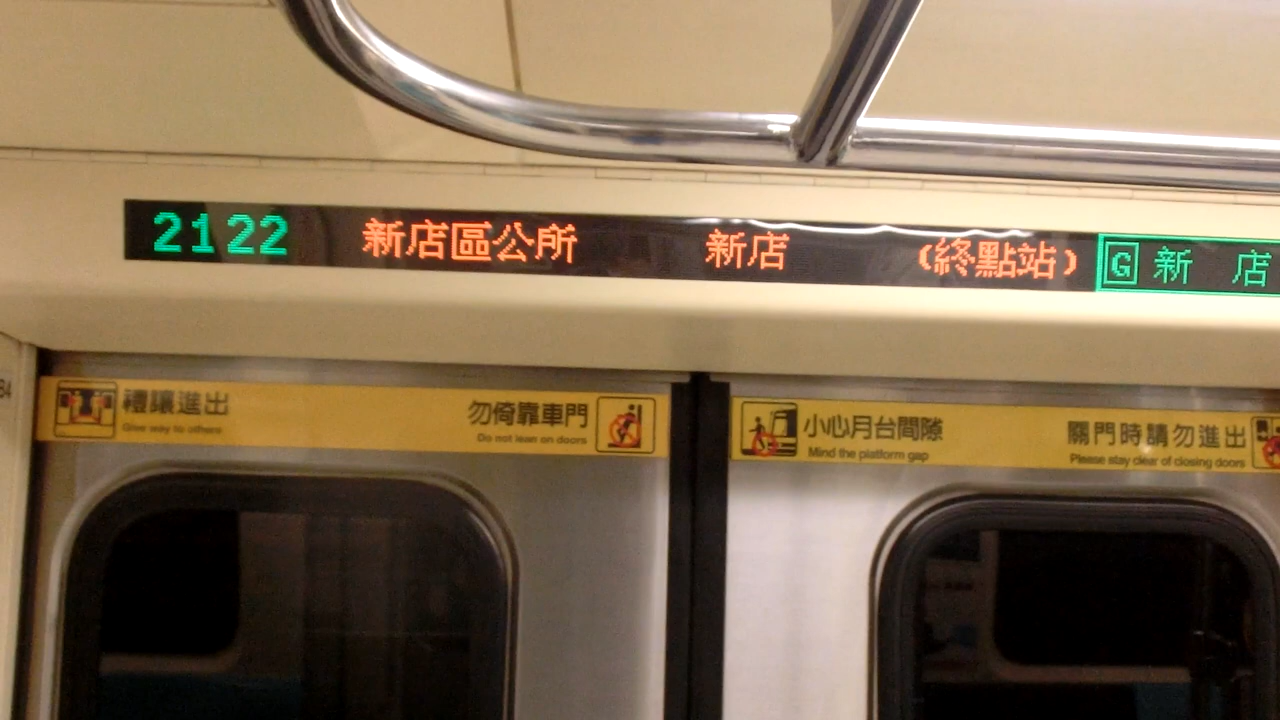 2122 新店區公所 新店 (終點站) G 新 店
84
禮讓進出
Give way to others
勿倚靠車門
Do not lean on doors
小心月台間隙
Mind the platform gap
關門時請勿進出
Please stay clear of closing doors